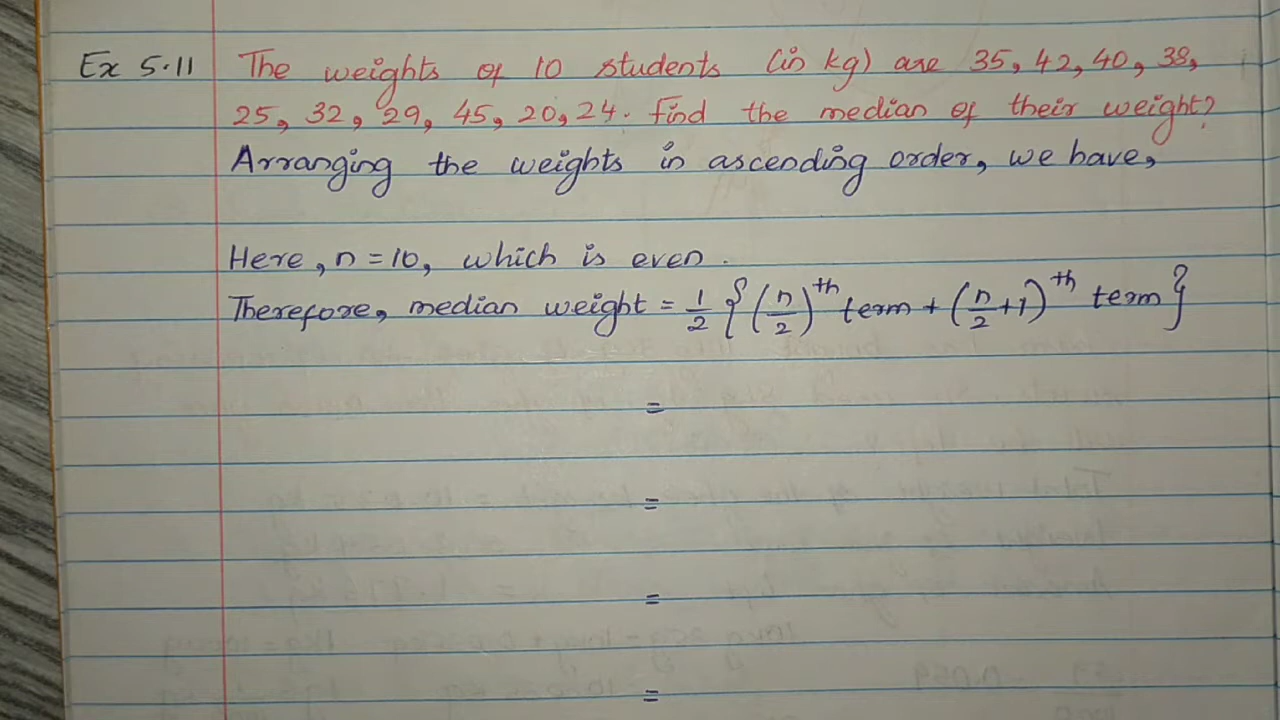 Ex 5.11 The weights of 10 students (in kg) are 35, 42, 40, 38,
25, 32, 29, 45, 20, 24. Find the median of their weight?
Arranging the weights in ascending order, we have,
Here, n = 10, which is even.
Therefore, median weight = 1/2 {(n/2)th term + (n/2 + 1)th term}
=
=
=
=